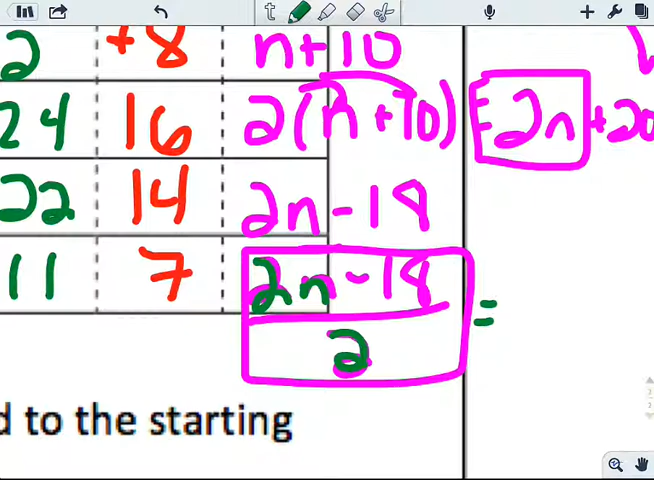 2 +8 n+10
24 16 2(n+10) = 2n +20
22 14 2n-18
11 7 2n-18 =
2
d to the starting